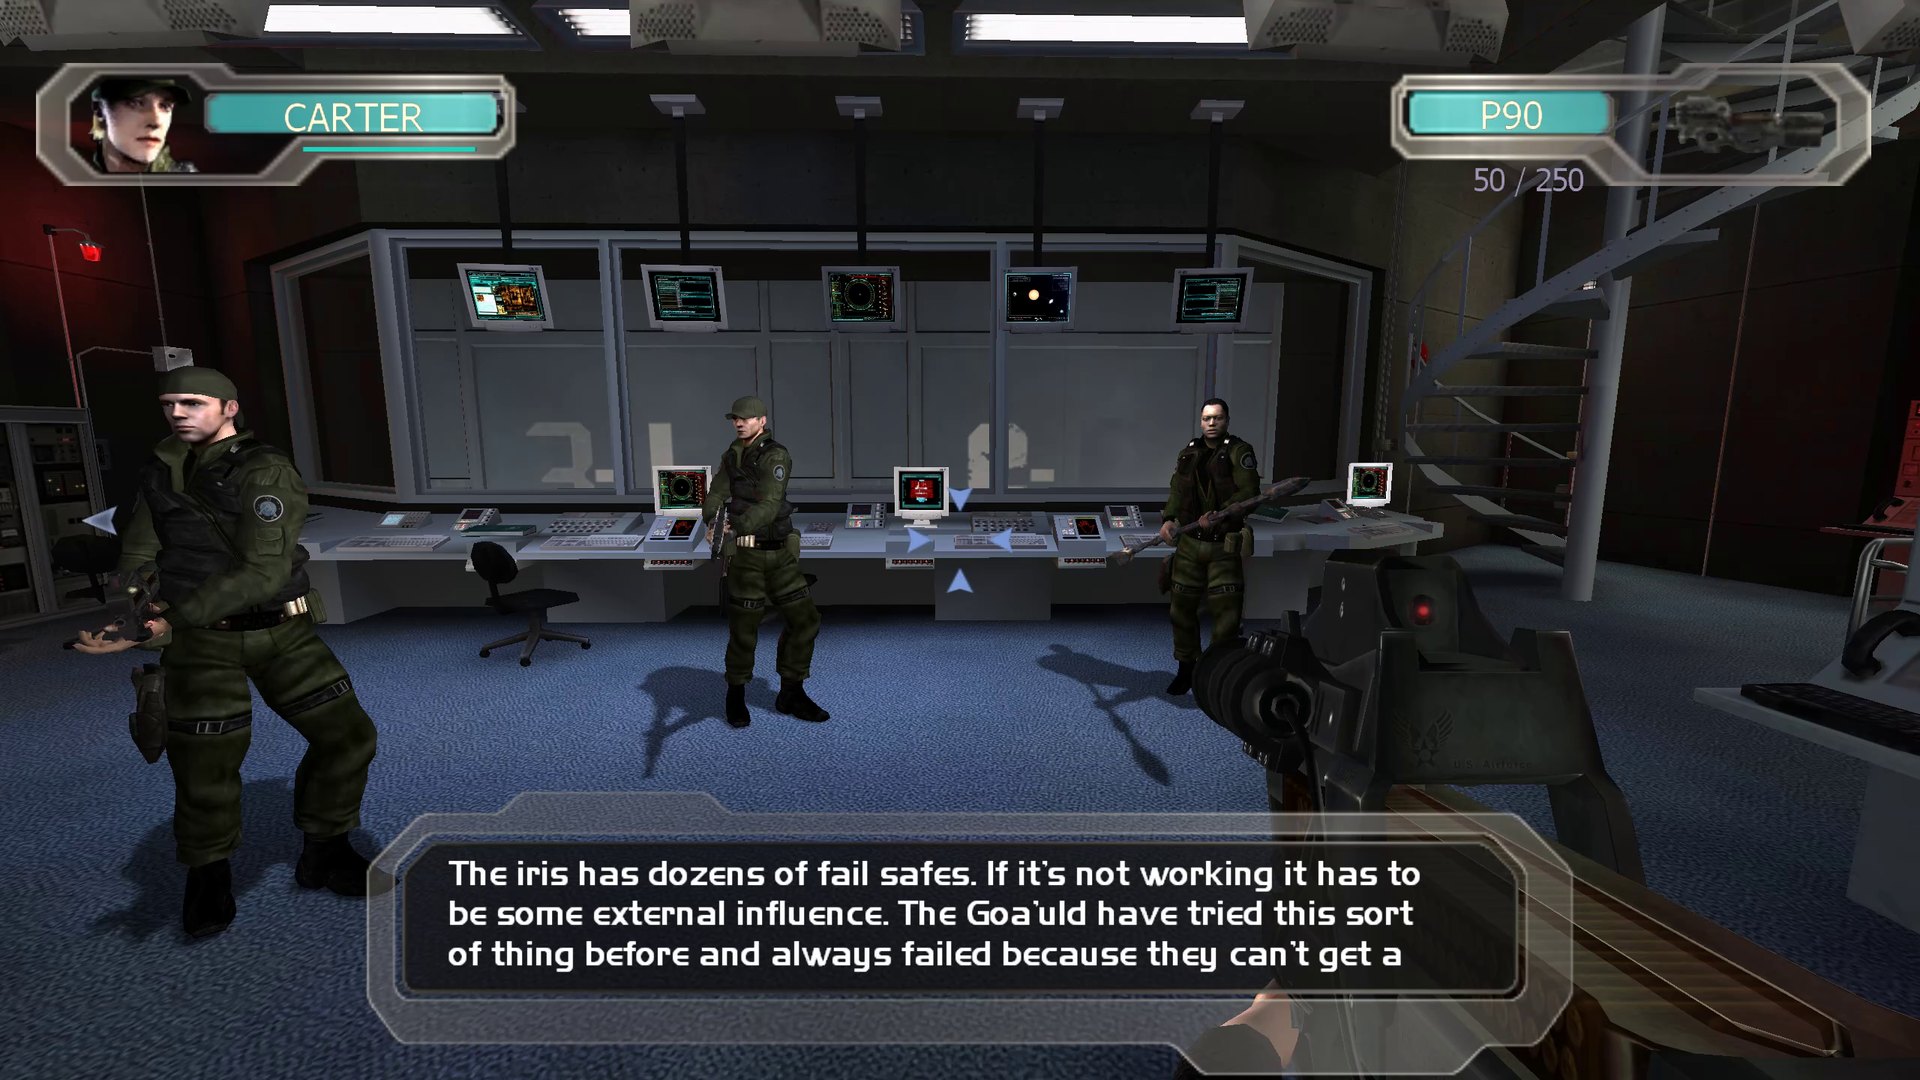 CARTER
P90
50 / 250
U.S. Airforce
The iris has dozens of fail safes. If it's not working it has to
be some external influence. The Goa'uld have tried this sort
of thing before and always failed because they can't get a